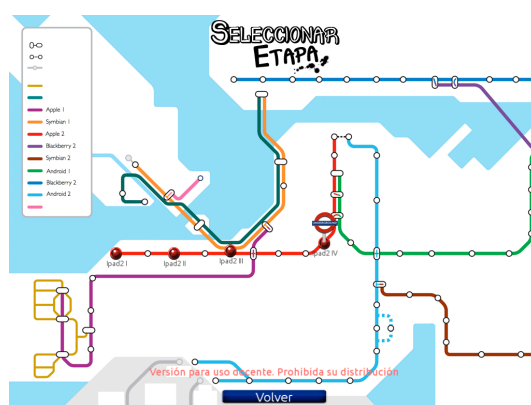 Seleccionar
Etapa
Apple 1
Symbian 1
Apple 2
Blackberry 2
Symbian 2
Android 1
Blackberry 2
Android 2
Ipad2 I
Ipad2 II
Ipad2 III
Ipad2 IV
Versión para uso docente. Prohibida su distribución
Volver